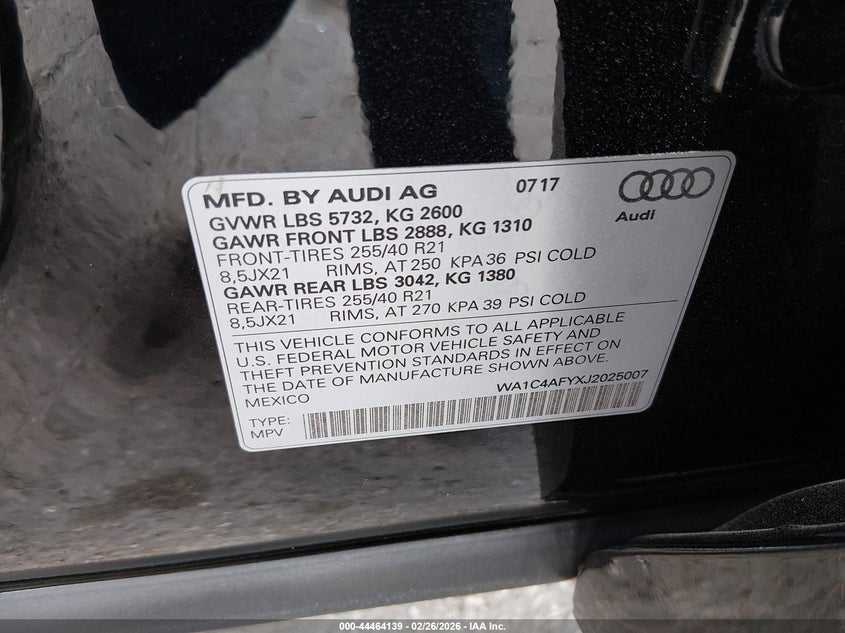 MFD. BY AUDI AG 0717
GVWR LBS 5732, KG 2600
Audi
GAWR FRONT LBS 2888, KG 1310
FRONT-TIRES 255/40 R21
8,5JX21 RIMS, AT 250 KPA 36 PSI COLD
GAWR REAR LBS 3042, KG 1380
REAR-TIRES 255/40 R21
8,5JX21 RIMS, AT 270 KPA 39 PSI COLD
THIS VEHICLE CONFORMS TO ALL APPLICABLE
U.S. FEDERAL MOTOR VEHICLE SAFETY AND
THEFT PREVENTION STANDARDS IN EFFECT ON
THE DATE OF MANUFACTURE SHOWN ABOVE.
MEXICO WA1C4AFYXJ2025007
TYPE:
MPV
000-44464139 - 02/26/2026 - IAA Inc.